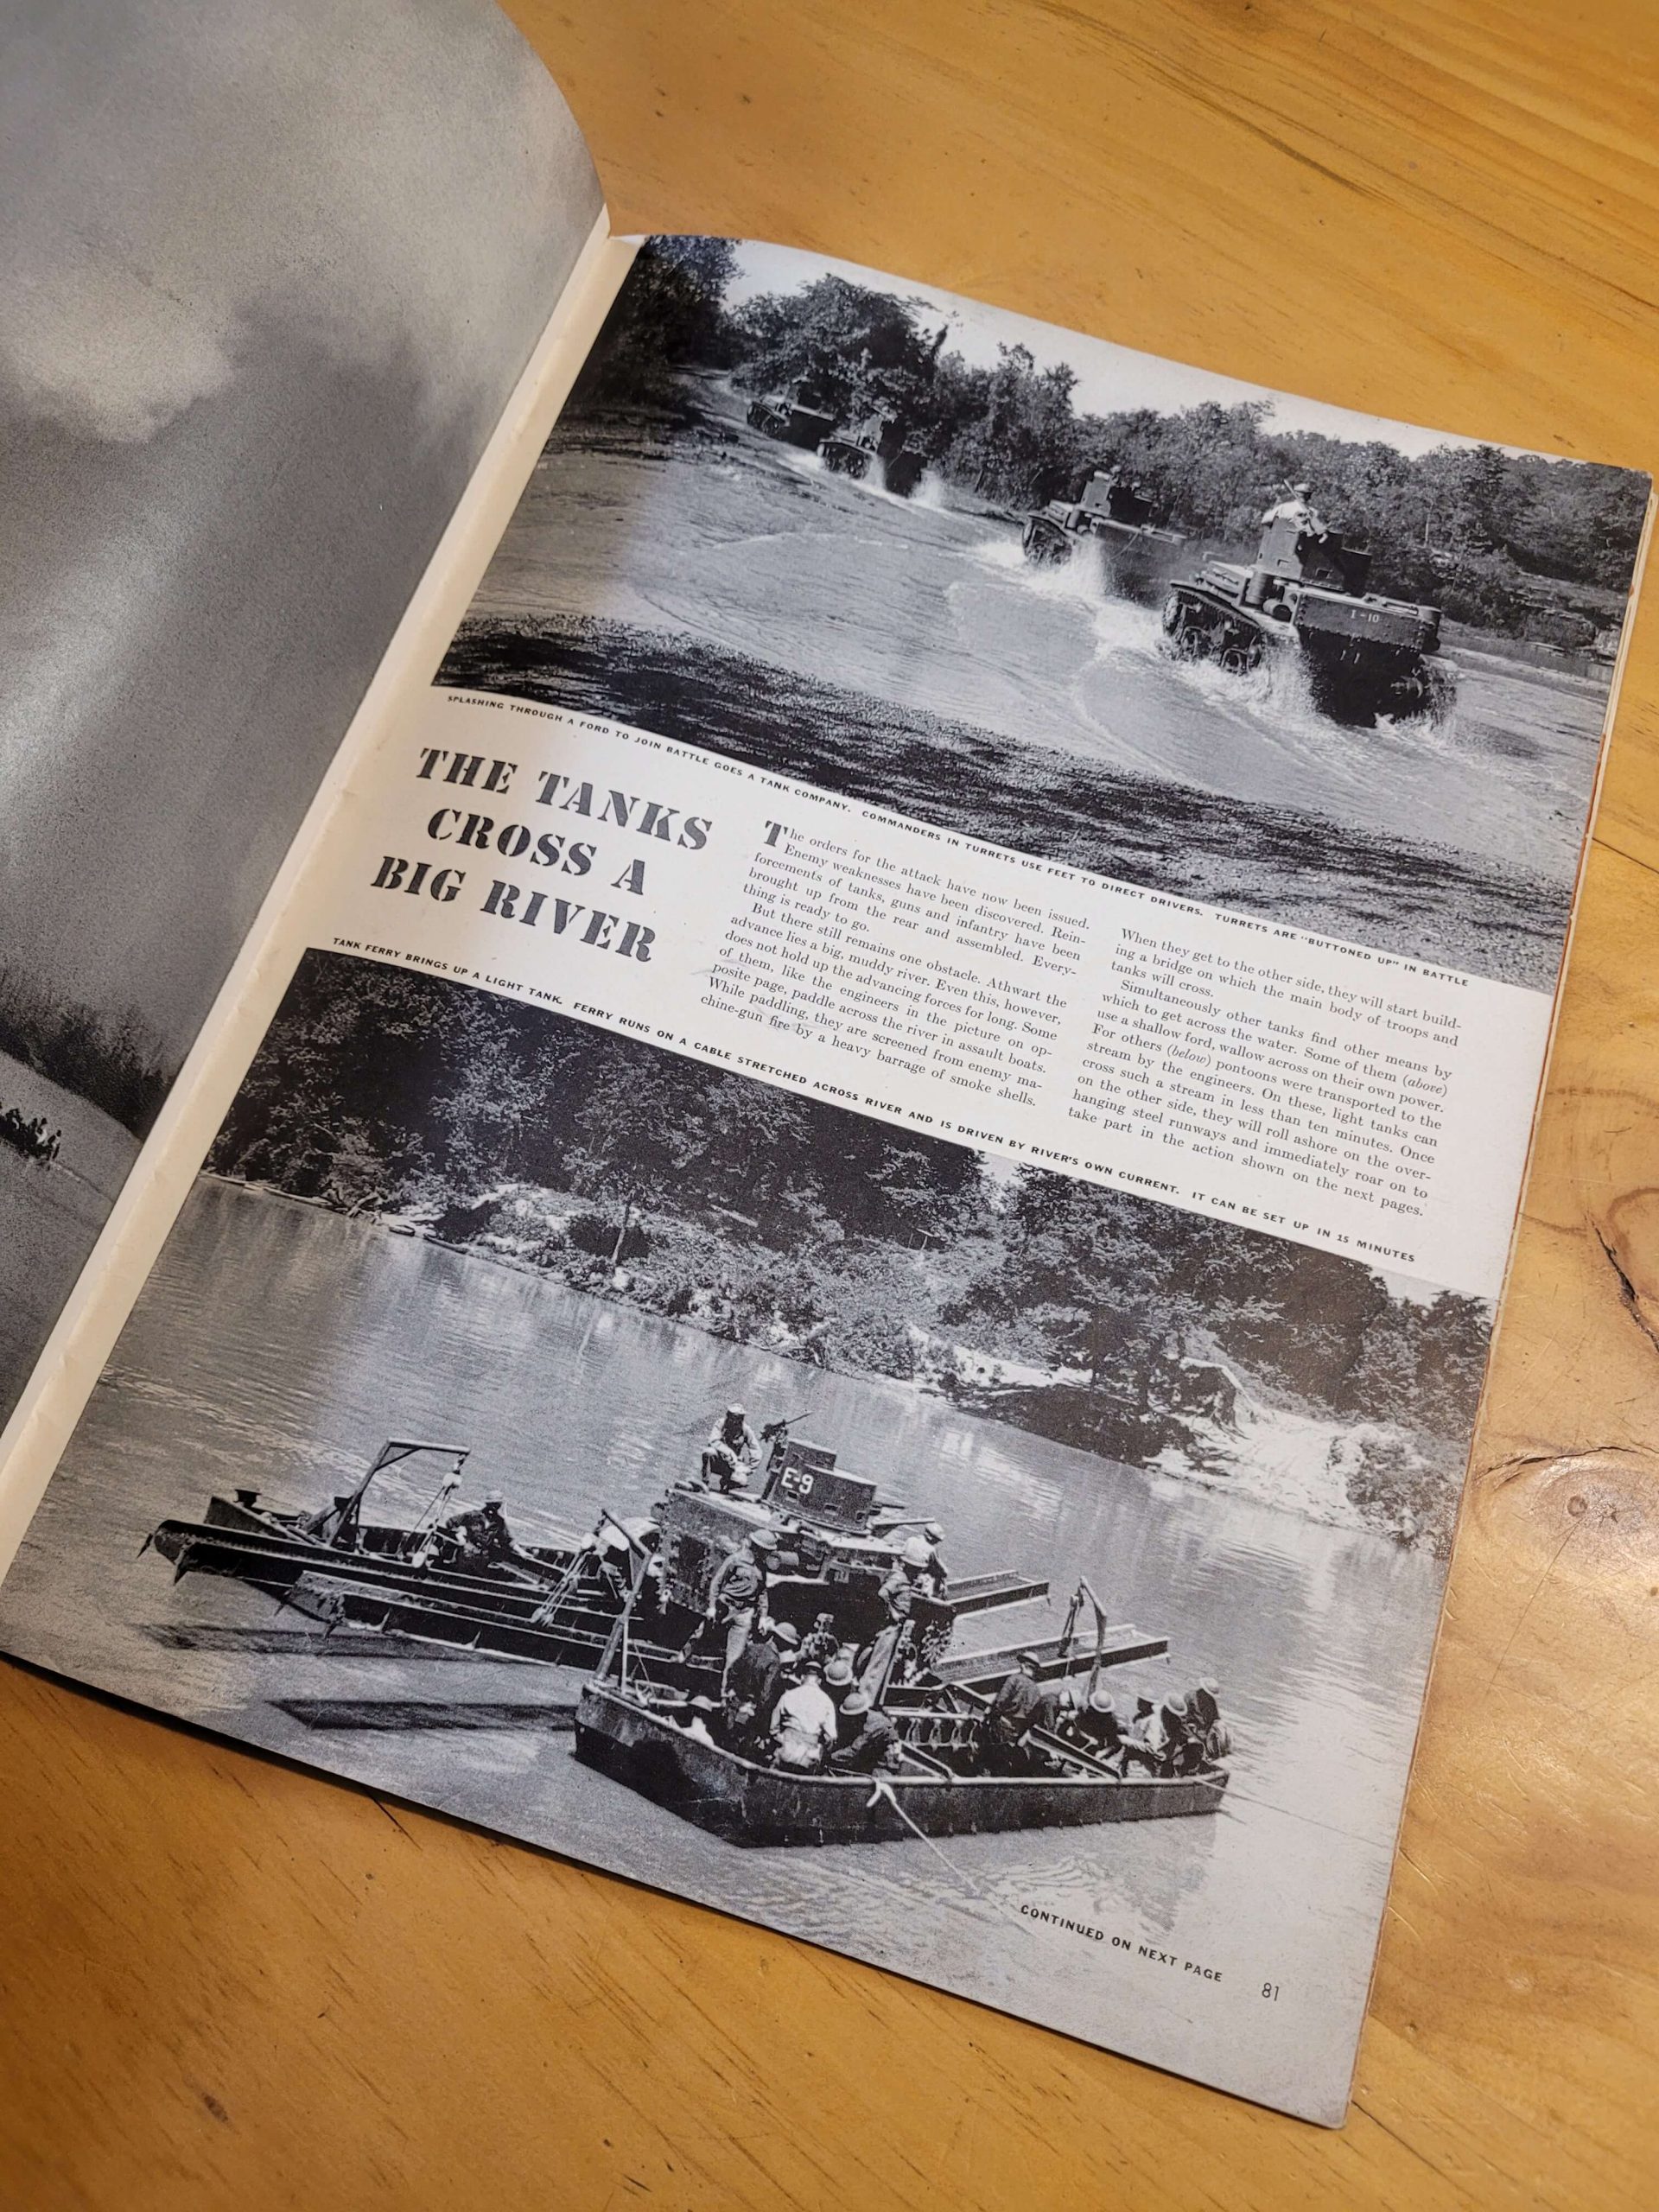 I-10
SPLASHING THROUGH A FORD TO JOIN BATTLE GOES A TANK COMPANY. COMMANDERS IN TURRETS USE FEET TO DIRECT DRIVERS. TURRETS ARE "BUTTONED UP" IN BATTLE
THE TANKS
CROSS A
BIG RIVER
The orders for the attack have now been issued.
Enemy weaknesses have been discovered. Rein-
forcements of tanks, guns and infantry have been
brought up from the rear and assembled. Every-
thing is ready to go.
But there still remains one obstacle. Athwart the
advance lies a big, muddy river. Even this, however,
does not hold up the advancing forces for long. Some
of them, like the engineers in the picture on op-
posite page, paddle across the river in assault boats.
While paddling, they are screened from enemy ma-
chine-gun fire by a heavy barrage of smoke shells.
When they get to the other side, they will start build-
ing a bridge on which the main body of troops and
tanks will cross.
Simultaneously other tanks find other means by
which to get across the water. Some of them (above)
use a shallow ford, wallow across on their own power.
For others (below) pontoons were transported to the
stream by the engineers. On these, light tanks can
cross such a stream in less than ten minutes. Once
on the other side, they will roll ashore on the over-
hanging steel runways and immediately roar on to
take part in the action shown on the next pages.
TANK FERRY BRINGS UP A LIGHT TANK. FERRY RUNS ON A CABLE STRETCHED ACROSS RIVER AND IS DRIVEN BY RIVER'S OWN CURRENT. IT CAN BE SET UP IN 15 MINUTES
E-9
CONTINUED ON NEXT PAGE 81